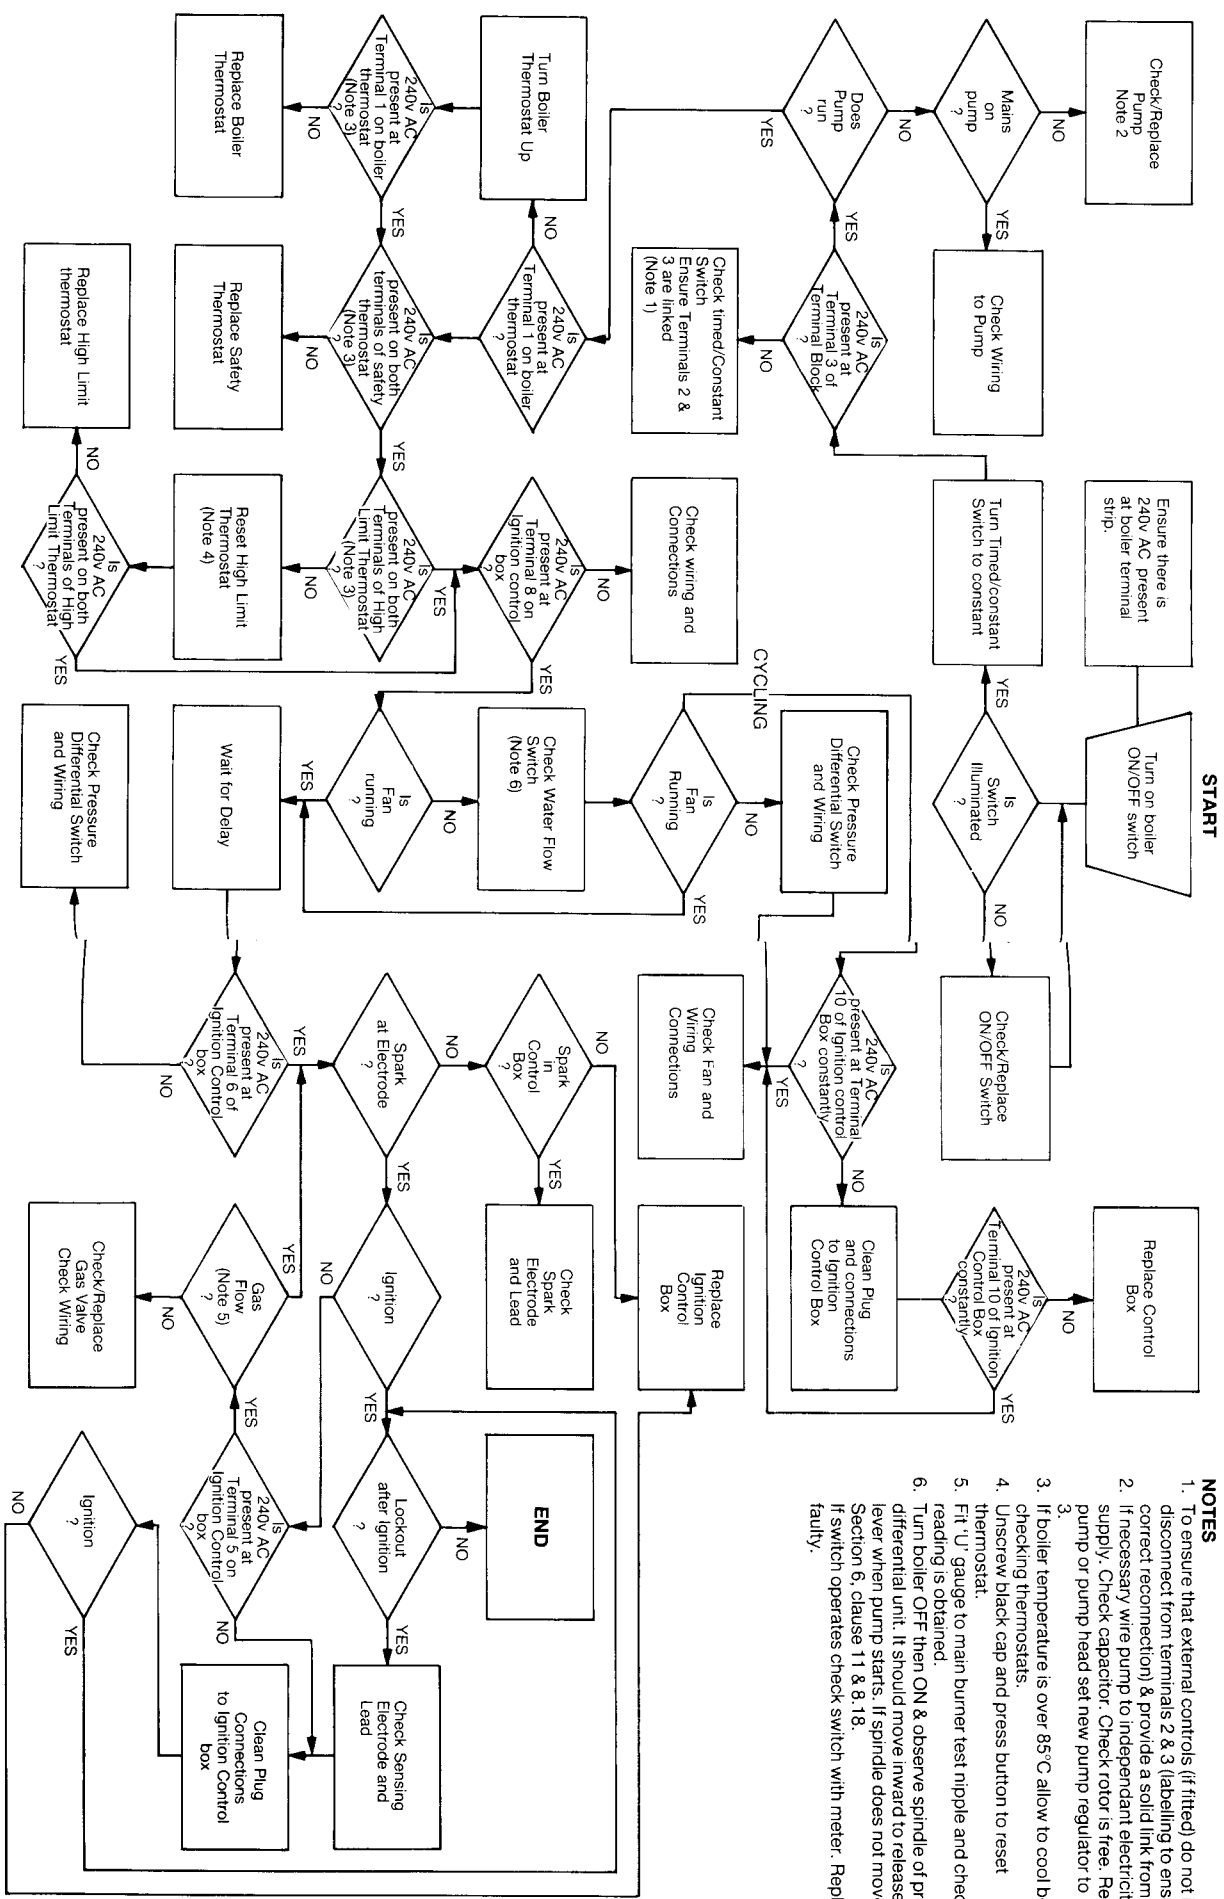 START
Turn on boiler
ON/OFF switch
Ensure there is
240v AC present
at boiler terminal
strip.
Is
Switch
Illuminated
?
YES
NO
Check/Replace
ON/OFF Switch
Turn Timed/constant
Switch to constant
Is
240v AC
present at
Terminal 3 of
Terminal Block
?
YES
NO
Check timed/Constant
Switch
Ensure Terminals 2 &
3 are linked
(Note 1)
Does
Pump
run
?
NO
YES
Mains
on
pump
?
NO
YES
Check/Replace
Pump
Note 2
Check Wiring
to Pump
Is
240v AC
present at
Terminal 1 on boiler
thermostat
?
NO
Turn Boiler
Thermostat Up
Is
240v AC
present at
Terminal 1 on boiler
thermostat
(Note 3)
?
NO
YES
Replace Boiler
Thermostat
Is
240v AC
present on both
terminals of safety
thermostat
(Note 3)
?
NO
YES
Replace Safety
Thermostat
Is
240v AC
present on both
Terminals of High
Limit Thermostat
(Note 3)
?
NO
YES
Reset High Limit
Thermostat
(Note 4)
Is
240v AC
present on both
Terminals of High
Limit Thermostat
?
NO
YES
Replace High Limit
thermostat
Is
240v AC
present at
Terminal 8 on
Ignition control
box
?
NO
YES
Check wiring and
Connections
Is
Fan
running
?
NO
YES
Check Water Flow
Switch
(Note 6)
Is
Fan
Running
?
NO
YES
CYCLING
Check Pressure
Differential Switch
and Wiring
Wait for Delay
Is
240v AC
present at Terminal
10 of Ignition control
Box constantly
?
YES
NO
Check Fan and
Wiring
Connections
Clean Plug
and connections
to Ignition
Control Box
Is
240v AC
present at
Terminal 10 of Ignition
Control Box
constantly
?
NO
YES
Replace Control
Box
Is
240v AC
present at
Terminal 6 of
Ignition Control
box
?
YES
NO
Check Pressure
Differential Switch
and Wiring
Spark
at Electrode
?
NO
YES
Spark
in
Control
Box
?
NO
YES
Replace
Ignition
Control
Box
Check
Spark
Electrode
and Lead
Ignition
?
NO
YES
Lockout
after Ignition
?
NO
YES
END
Check Sensing
Electrode and
Lead
Is
240v AC
present at
Terminal 5 on
Ignition Control
box
?
YES
NO
Gas
Flow
(Note 5)
?
YES
NO
Check/Replace
Gas Valve
Check Wiring
Clean Plug
Connections
to Ignition Control
box
Ignition
?
YES
NO
NOTES
1. To ensure that external controls (if fitted) do not
disconnect from terminals 2 & 3 (labelling to ens
correct reconnection) & provide a solid link from
2. If necessary wire pump to independant electricit
supply. Check capacitor. Check rotor is free. Re
pump or pump head set new pump regulator to
3.
3. If boiler temperature is over 85°C allow to cool b
checking thermostats.
4. Unscrew black cap and press button to reset
thermostat.
5. Fit 'U' gauge to main burner test nipple and chec
reading is obtained.
6. Turn boiler OFF then ON & observe spindle of pr
differential unit. It should move inward to release
lever when pump starts. If spindle does not mov
Section 6, clause 11 & 8.18.
If switch operates check switch with meter. Repl
faulty.